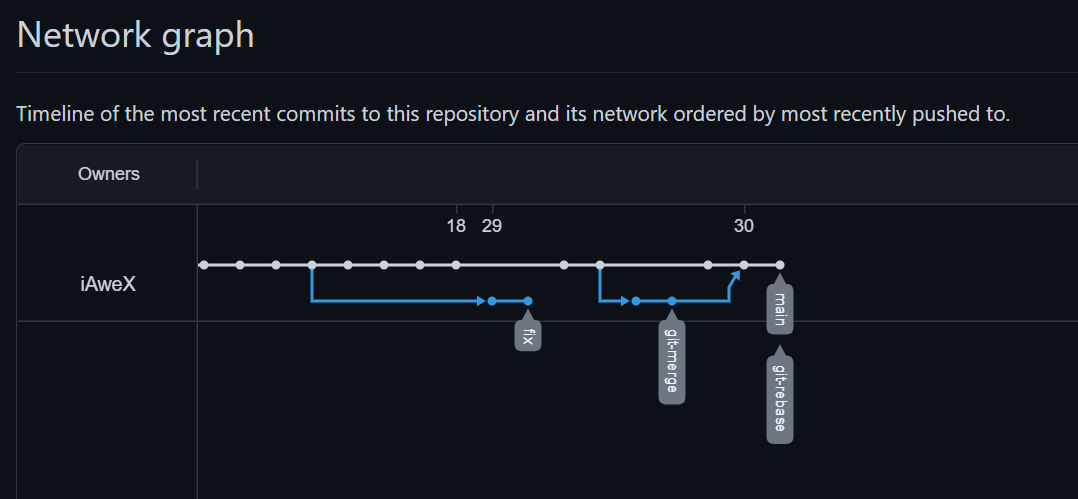 Network graph
Timeline of the most recent commits to this repository and its network ordered by most recently pushed to.
Owners
18 29 30
iAweX
fix
git-merge
main
git-rebase